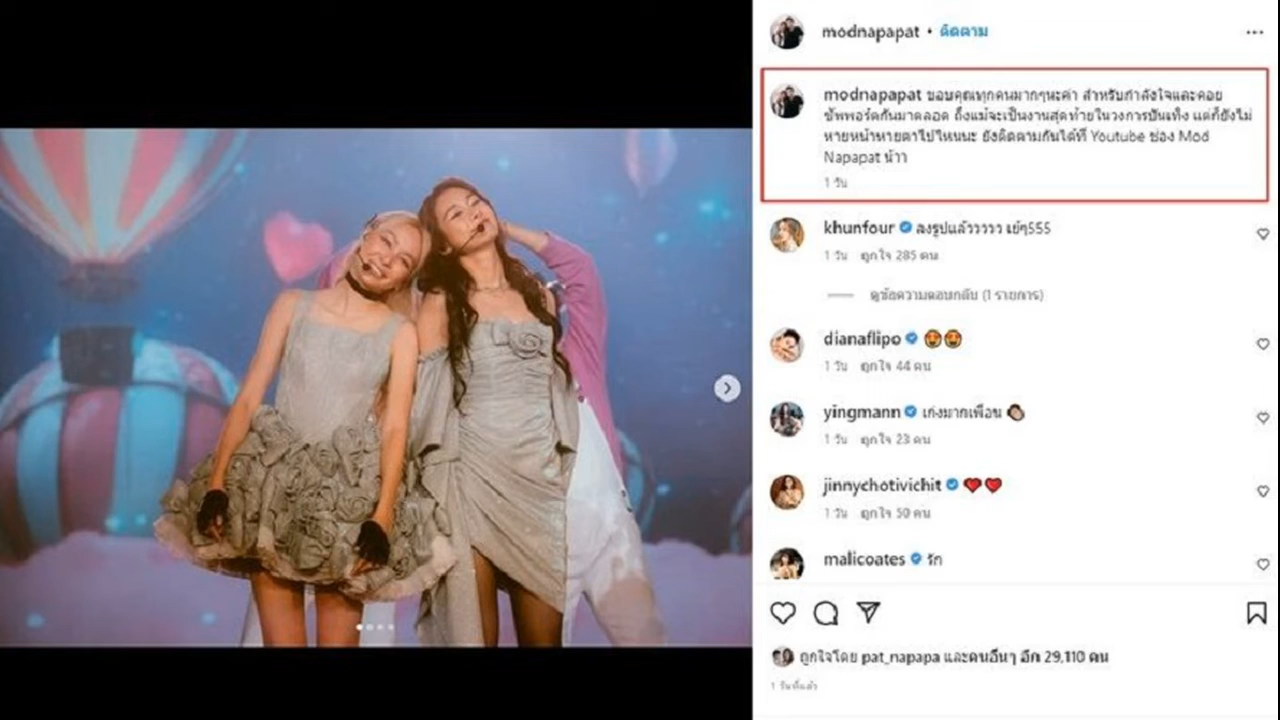 modnapapat • ติดตาม
modnapapat ขอบคุณทุกคนมากๆนะค่า สำหรับกำลังใจและคอย
ซัพพอร์ตกันมาตลอด ถึงแม้จะเป็นงานสุดท้ายในวงการบันเทิง แต่ก็ยังไม่
หายหน้าหายตาไปไหนนะ ยังติดตามกันได้ที่ Youtube ช่อง Mod
Napapat น้าา
1 วัน
khunfour ลงรูปแล้ววววว เย้ๆ555
1 วัน ถูกใจ 285 คน
ดูข้อความตอบกลับ (1 รายการ)
dianaflipo 😍😍
1 วัน ถูกใจ 44 คน
yingmann เก่งมากเพื่อน
1 วัน ถูกใจ 23 คน
jinnychotivichit ❤️❤️
1 วัน ถูกใจ 50 คน
malicoates รัก
ถูกใจโดย pat_napapa และคนอื่นๆ อีก 29,110 คน
1 วันที่แล้ว